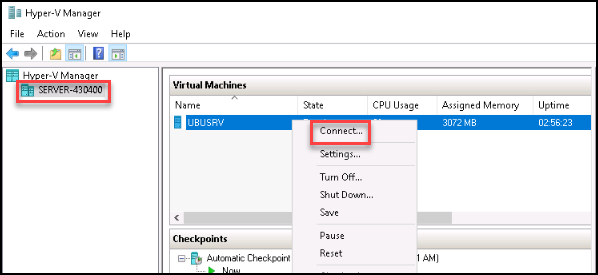 Hyper-V Manager
File Action View Help
Hyper-V Manager
SERVER-430400
Virtual Machines
Name State CPU Usage Assigned Memory Uptime
UBUSRV 3072 MB 02:56:23
Connect...
Settings...
Turn Off...
Shut Down...
Save
Pause
Reset
Checkpoints
Automatic Checkpoint AM)
Now